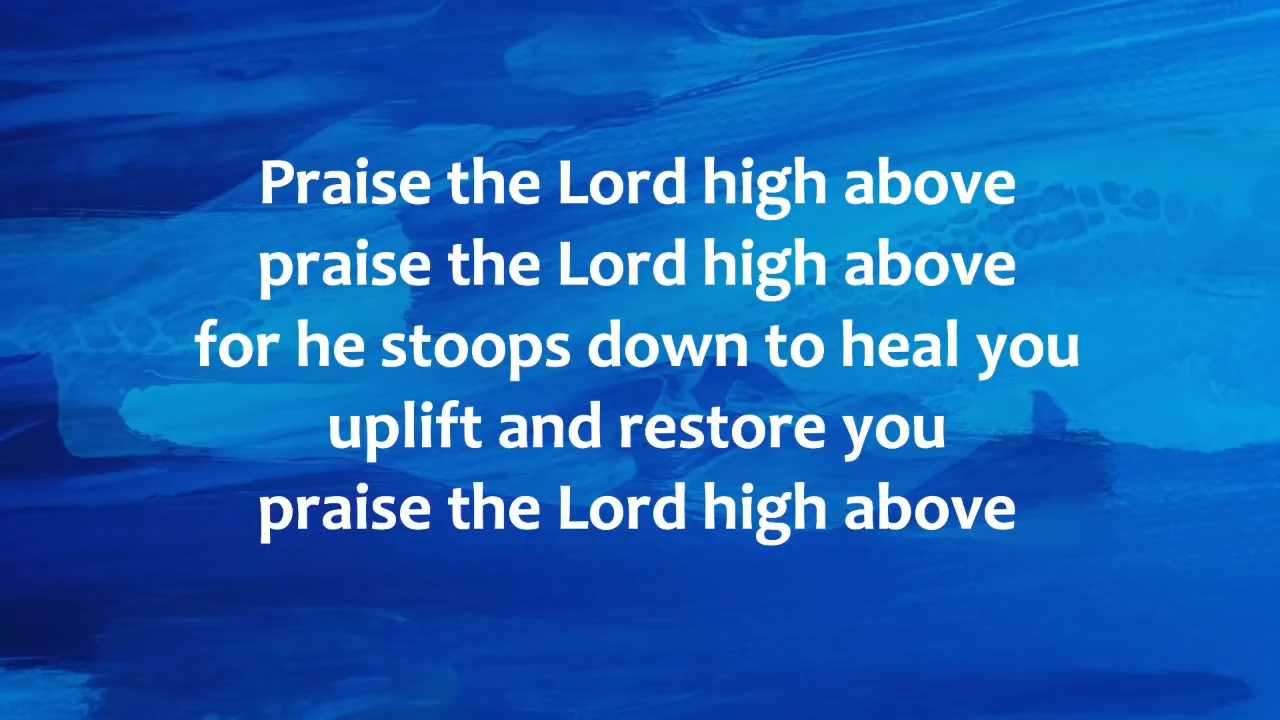 Praise the Lord high above
praise the Lord high above
for he stoops down to heal you
uplift and restore you
praise the Lord high above